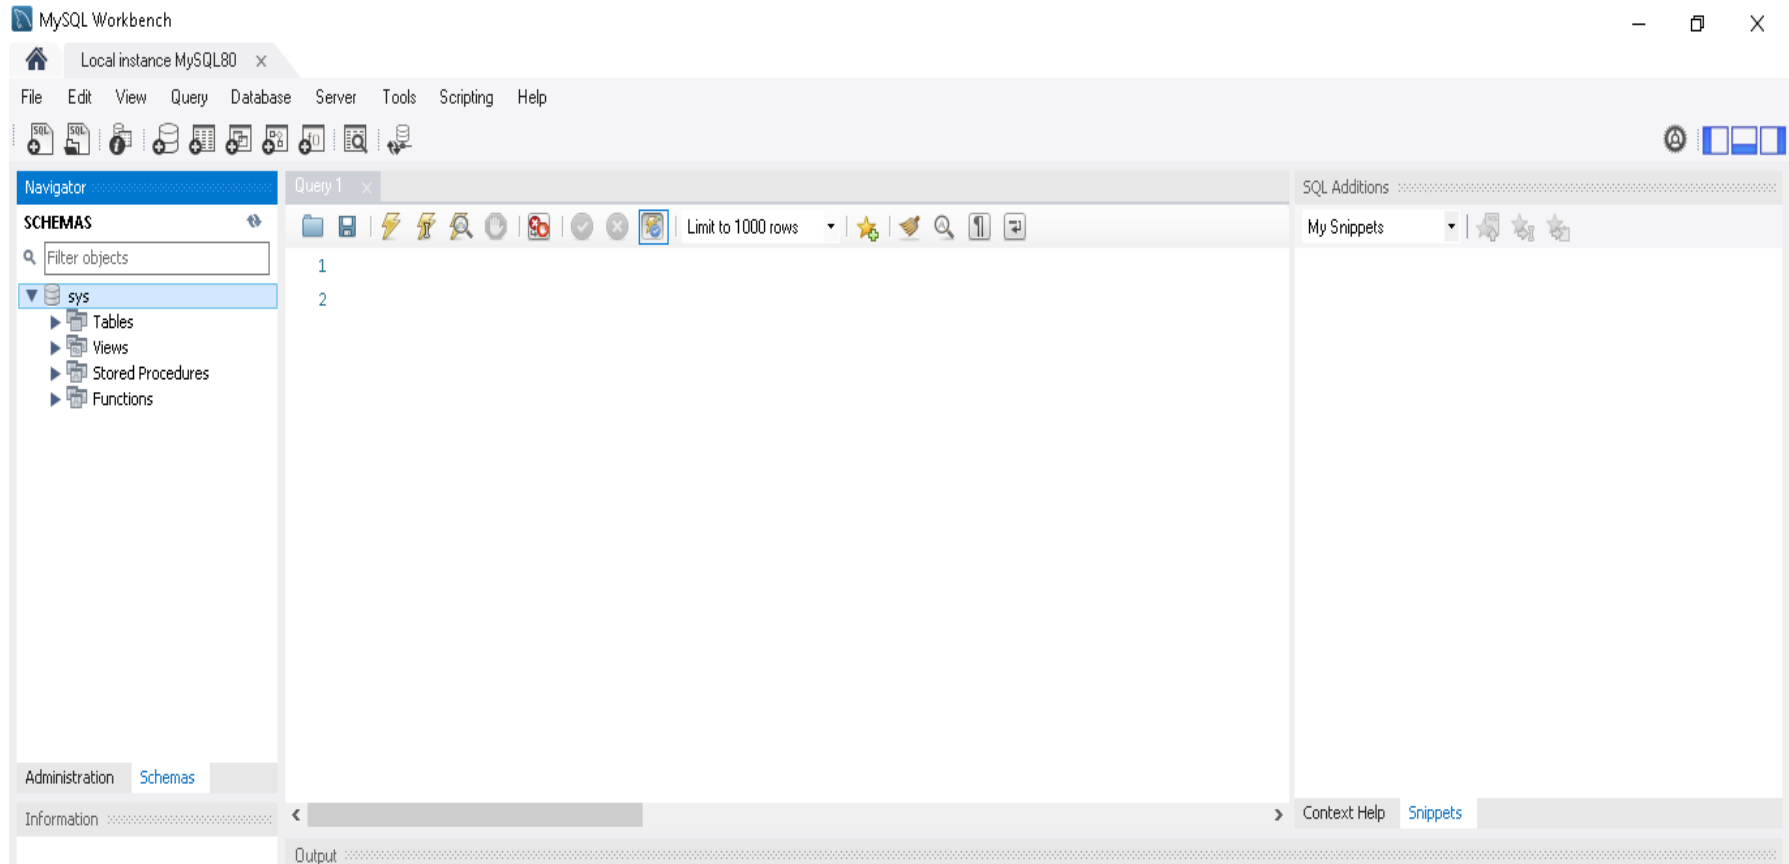 MySQL Workbench
Local instance MySQL80
File Edit View Query Database Server Tools Scripting Help
Navigator
SCHEMAS
Filter objects
sys
Tables
Views
Stored Procedures
Functions
Administration Schemas
Information
Query 1
Limit to 1000 rows
1
2
Output
SQL Additions
My Snippets
Context Help Snippets